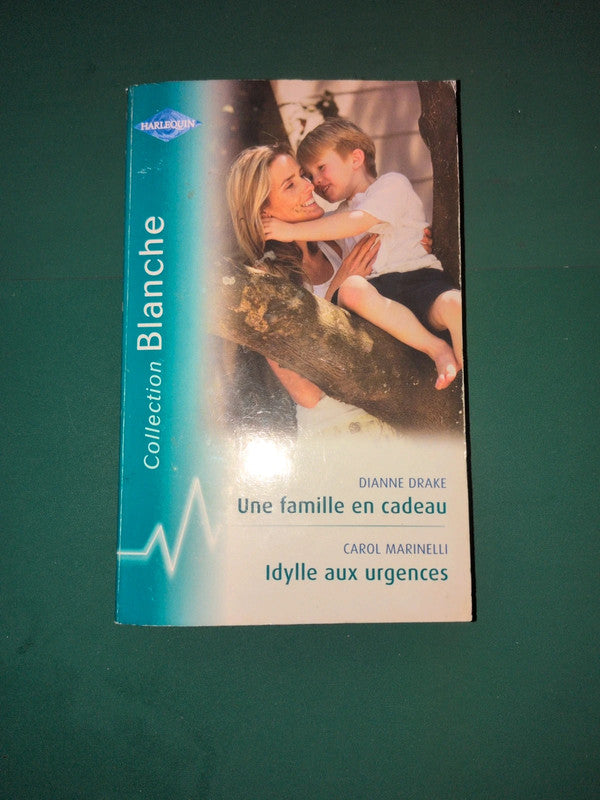 HARLEQUIN
Collection Blanche
DIANNE DRAKE
Une famille en cadeau
CAROL MARINELLI
Idylle aux urgences